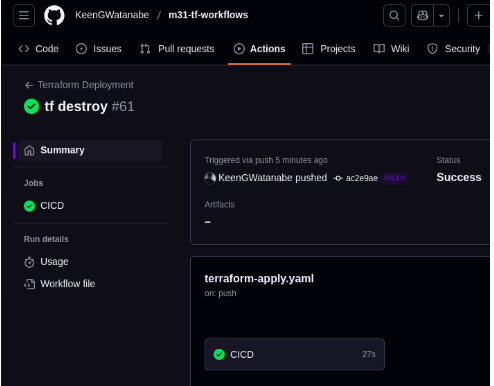 KeenGWatanabe / m31-tf-workflows
Code Issues Pull requests Actions Projects Wiki Security
← Terraform Deployment
tf destroy #61
Summary
Jobs
CICD
Run details
Usage
Workflow file
Triggered via push 5 minutes ago
KeenGWatanabe pushed ac2e9ae main
Status
Success
Artifacts
–
terraform-apply.yaml
on: push
CICD 27s